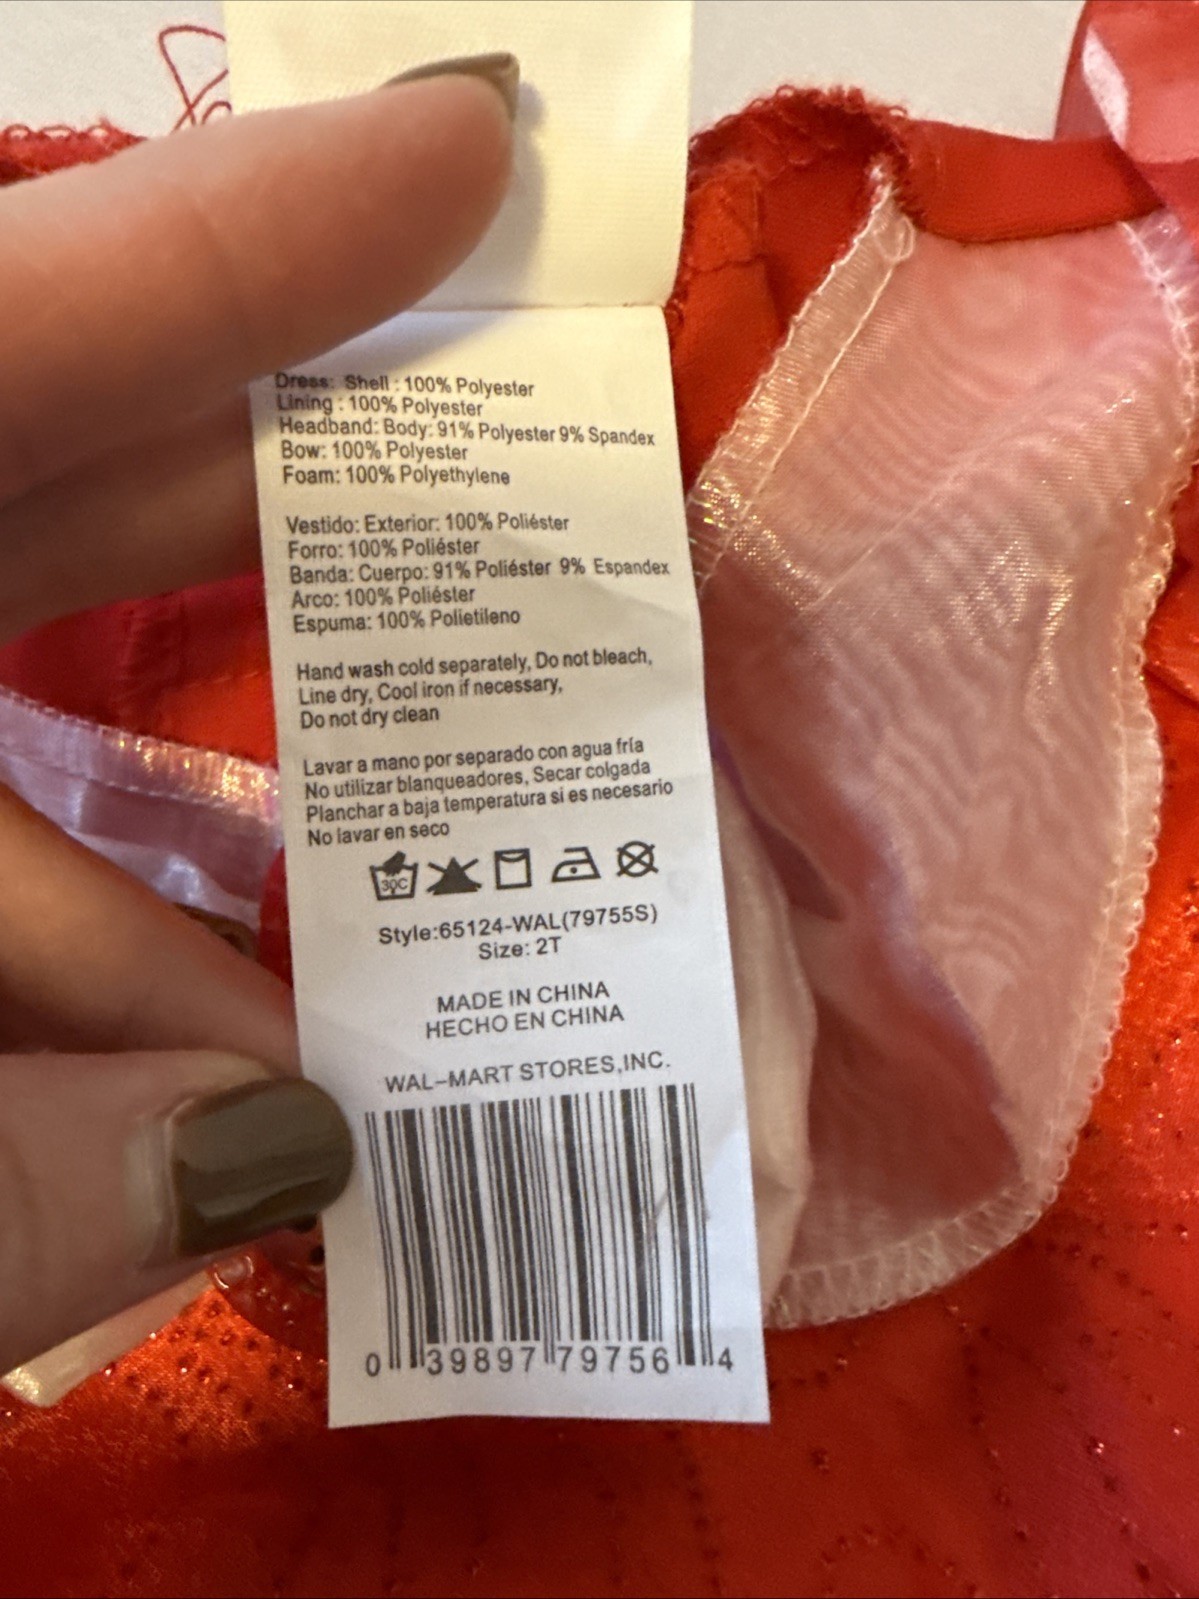 Dress: Shell : 100% Polyester
Lining : 100% Polyester
Headband: Body: 91% Polyester 9% Spandex
Bow: 100% Polyester
Foam: 100% Polyethylene
Vestido: Exterior: 100% Poliéster
Forro: 100% Poliéster
Banda: Cuerpo: 91% Poliéster 9% Espandex
Arco: 100% Poliéster
Espuma: 100% Polietileno
Hand wash cold separately, Do not bleach,
Line dry, Cool iron if necessary,
Do not dry clean
Lavar a mano por separado con agua fría
No utilizar blanqueadores, Secar colgada
Planchar a baja temperatura si es necesario
No lavar en seco
30C
Style:65124-WAL(79755S)
Size: 2T
MADE IN CHINA
HECHO EN CHINA
WAL-MART STORES,INC.
0 39897 79756 4